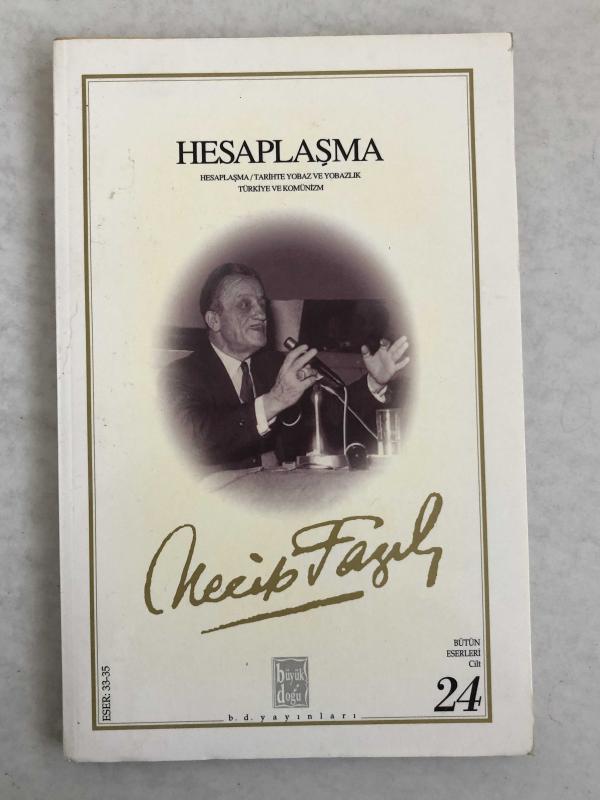 HESAPLAŞMA
HESAPLAŞMA / TARİHTE YOBAZ VE YOBAZLIK
TÜRKİYE VE KOMÜNİZM
Necip Fazıl
BÜTÜN
ESERLERİ
Cilt
24
ESER: 33-35
büyük
doğu
b.d.yayınları